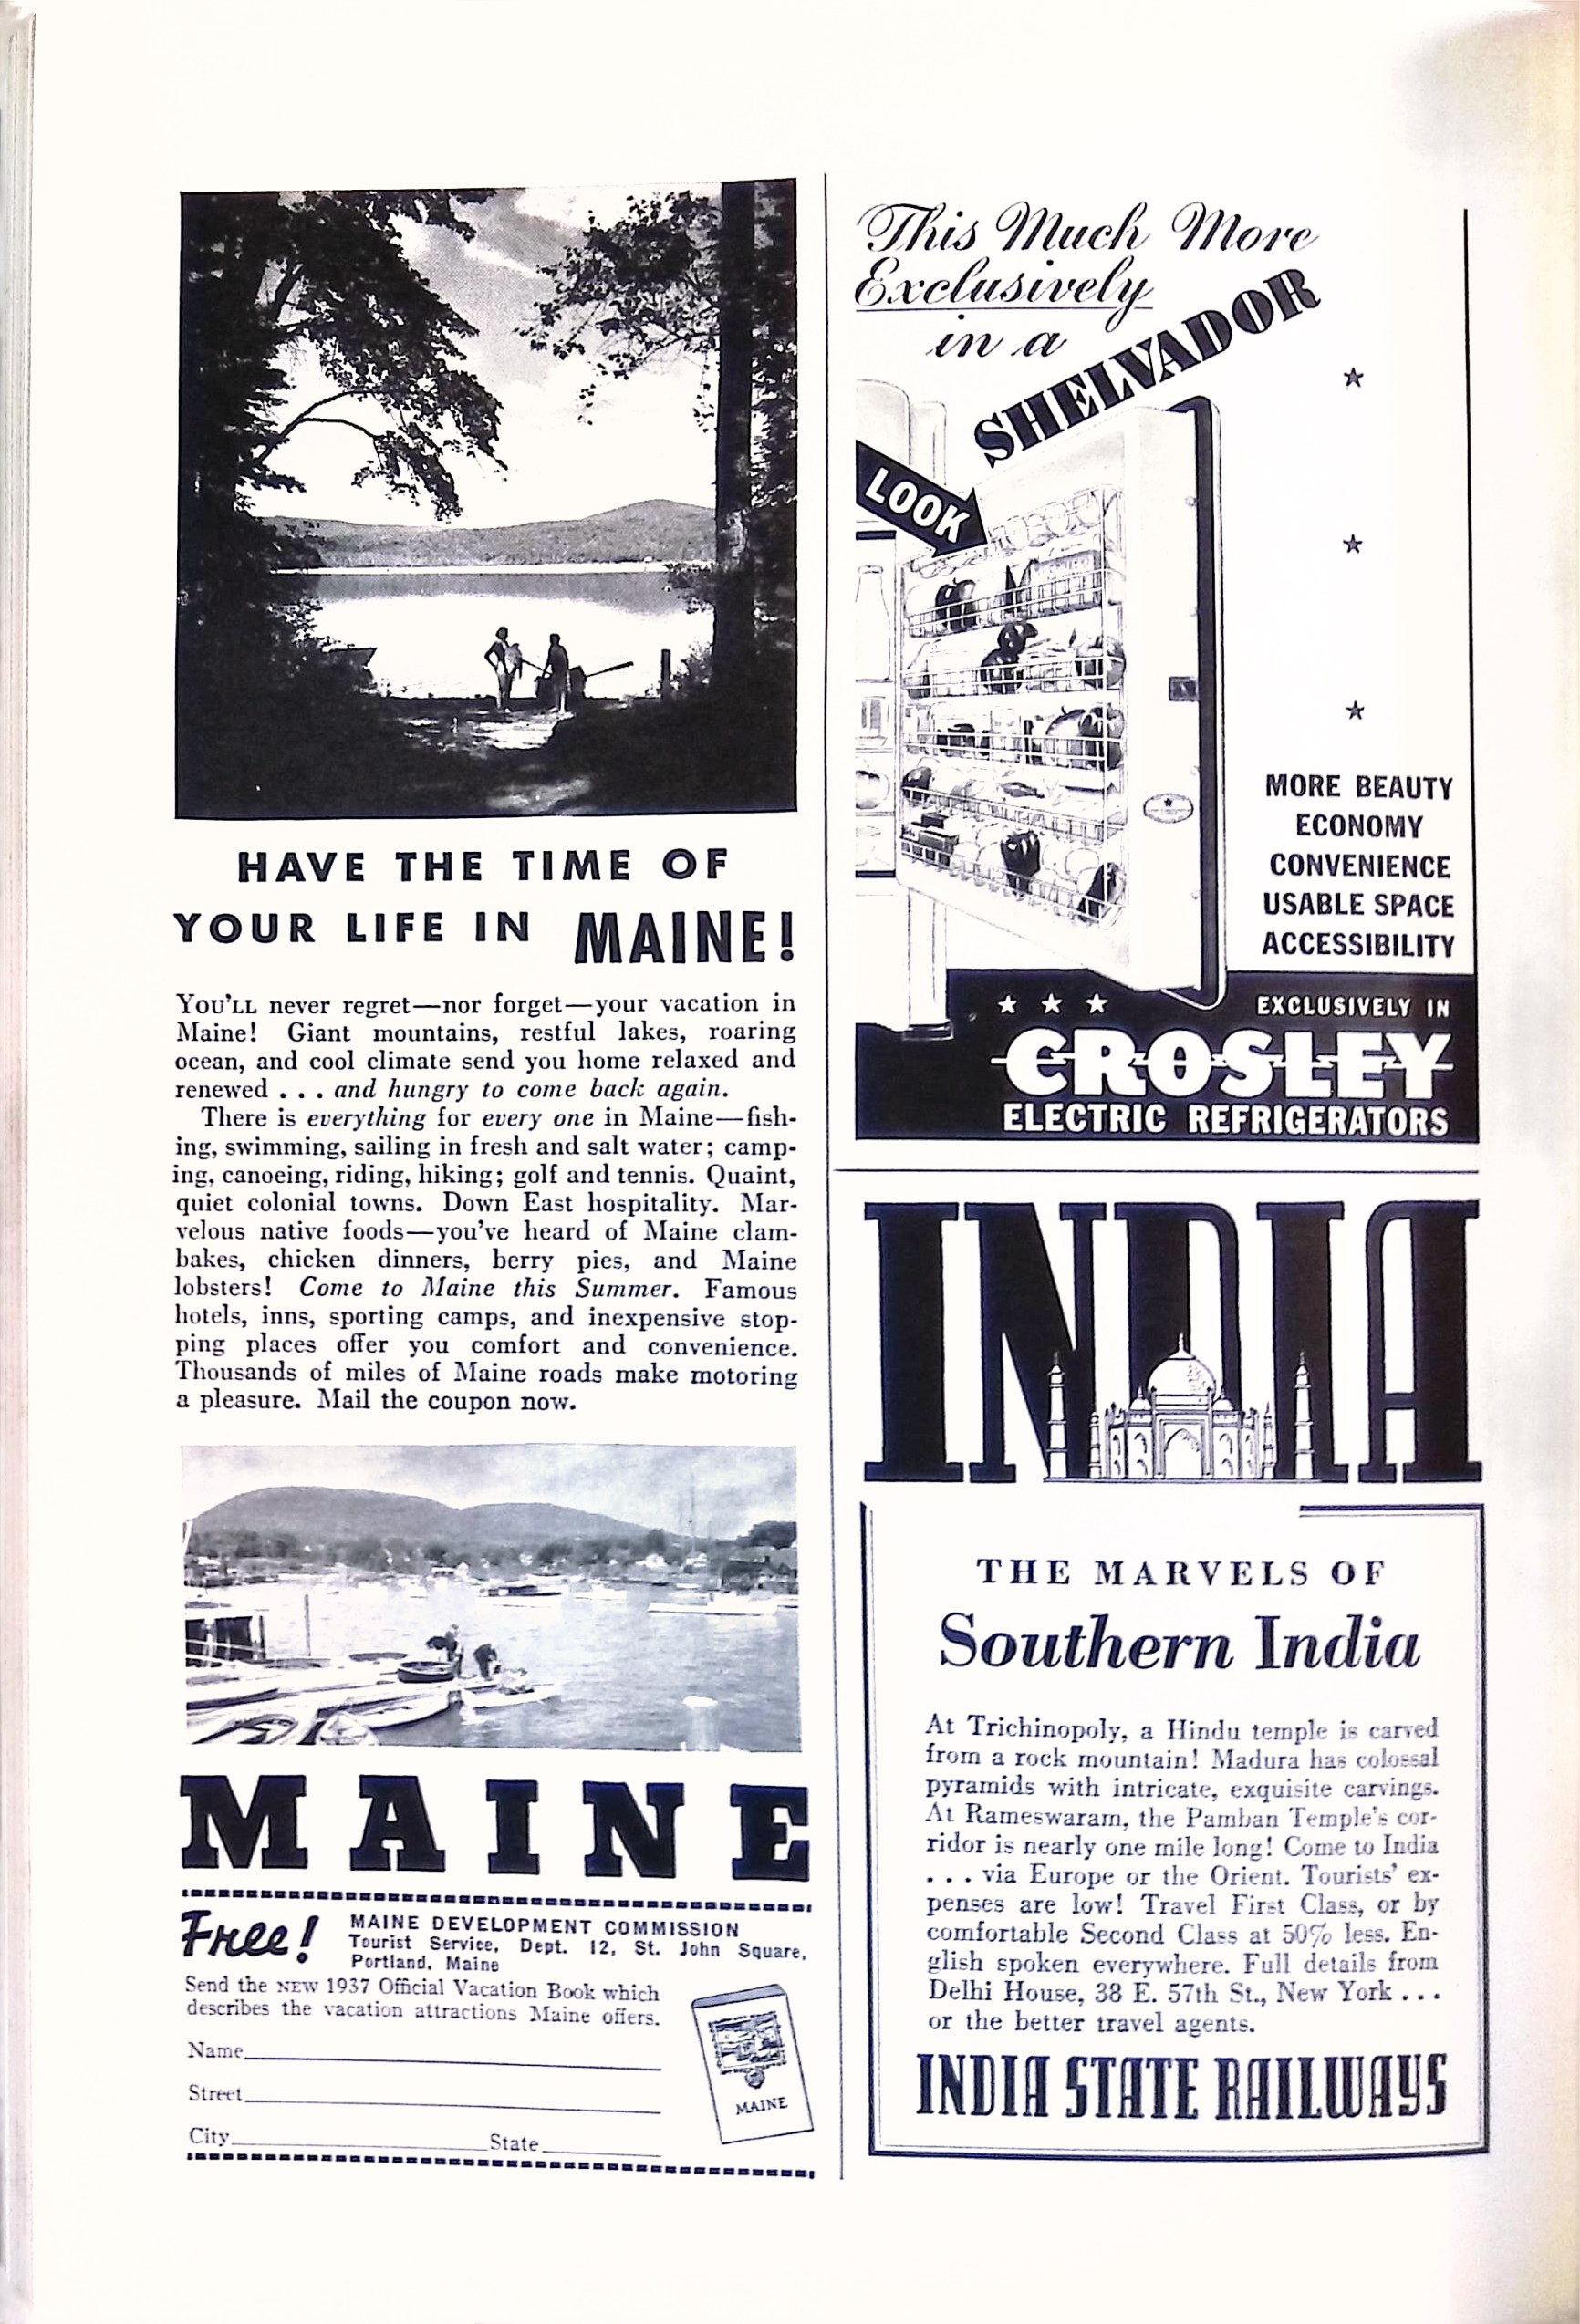 HAVE THE TIME OF
YOUR LIFE IN MAINE!
YOU'LL never regret—nor forget—your vacation in
Maine! Giant mountains, restful lakes, roaring
ocean, and cool climate send you home relaxed and
renewed . . . and hungry to come back again.
There is everything for every one in Maine—fish-
ing, swimming, sailing in fresh and salt water; camp-
ing, canoeing, riding, hiking; golf and tennis. Quaint,
quiet colonial towns. Down East hospitality. Mar-
velous native foods—you've heard of Maine clam-
bakes, chicken dinners, berry pies, and Maine
lobsters! Come to Maine this Summer. Famous
hotels, inns, sporting camps, and inexpensive stop-
ping places offer you comfort and convenience.
Thousands of miles of Maine roads make motoring
a pleasure. Mail the coupon now.
MAINE
Free!
MAINE DEVELOPMENT COMMISSION
Tourist Service, Dept. 12, St. John Square,
Portland, Maine
Send the NEW 1937 Official Vacation Book which
describes the vacation attractions Maine offers.
Name
Street
City State
MAINE
This Much More
Exclusively
in a
SHELVADOR
LOOK
MORE BEAUTY
ECONOMY
CONVENIENCE
USABLE SPACE
ACCESSIBILITY
EXCLUSIVELY IN
CROSLEY
ELECTRIC REFRIGERATORS
INDIA
THE MARVELS OF
Southern India
At Trichinopoly, a Hindu temple is carved
from a rock mountain! Madura has colossal
pyramids with intricate, exquisite carvings.
At Rameswaram, the Pamban Temple's cor-
ridor is nearly one mile long! Come to India
. . . via Europe or the Orient. Tourists' ex-
penses are low! Travel First Class, or by
comfortable Second Class at 50% less. En-
glish spoken everywhere. Full details from
Delhi House, 38 E. 57th St., New York . . .
or the better travel agents.
INDIA STATE RAILWAYS